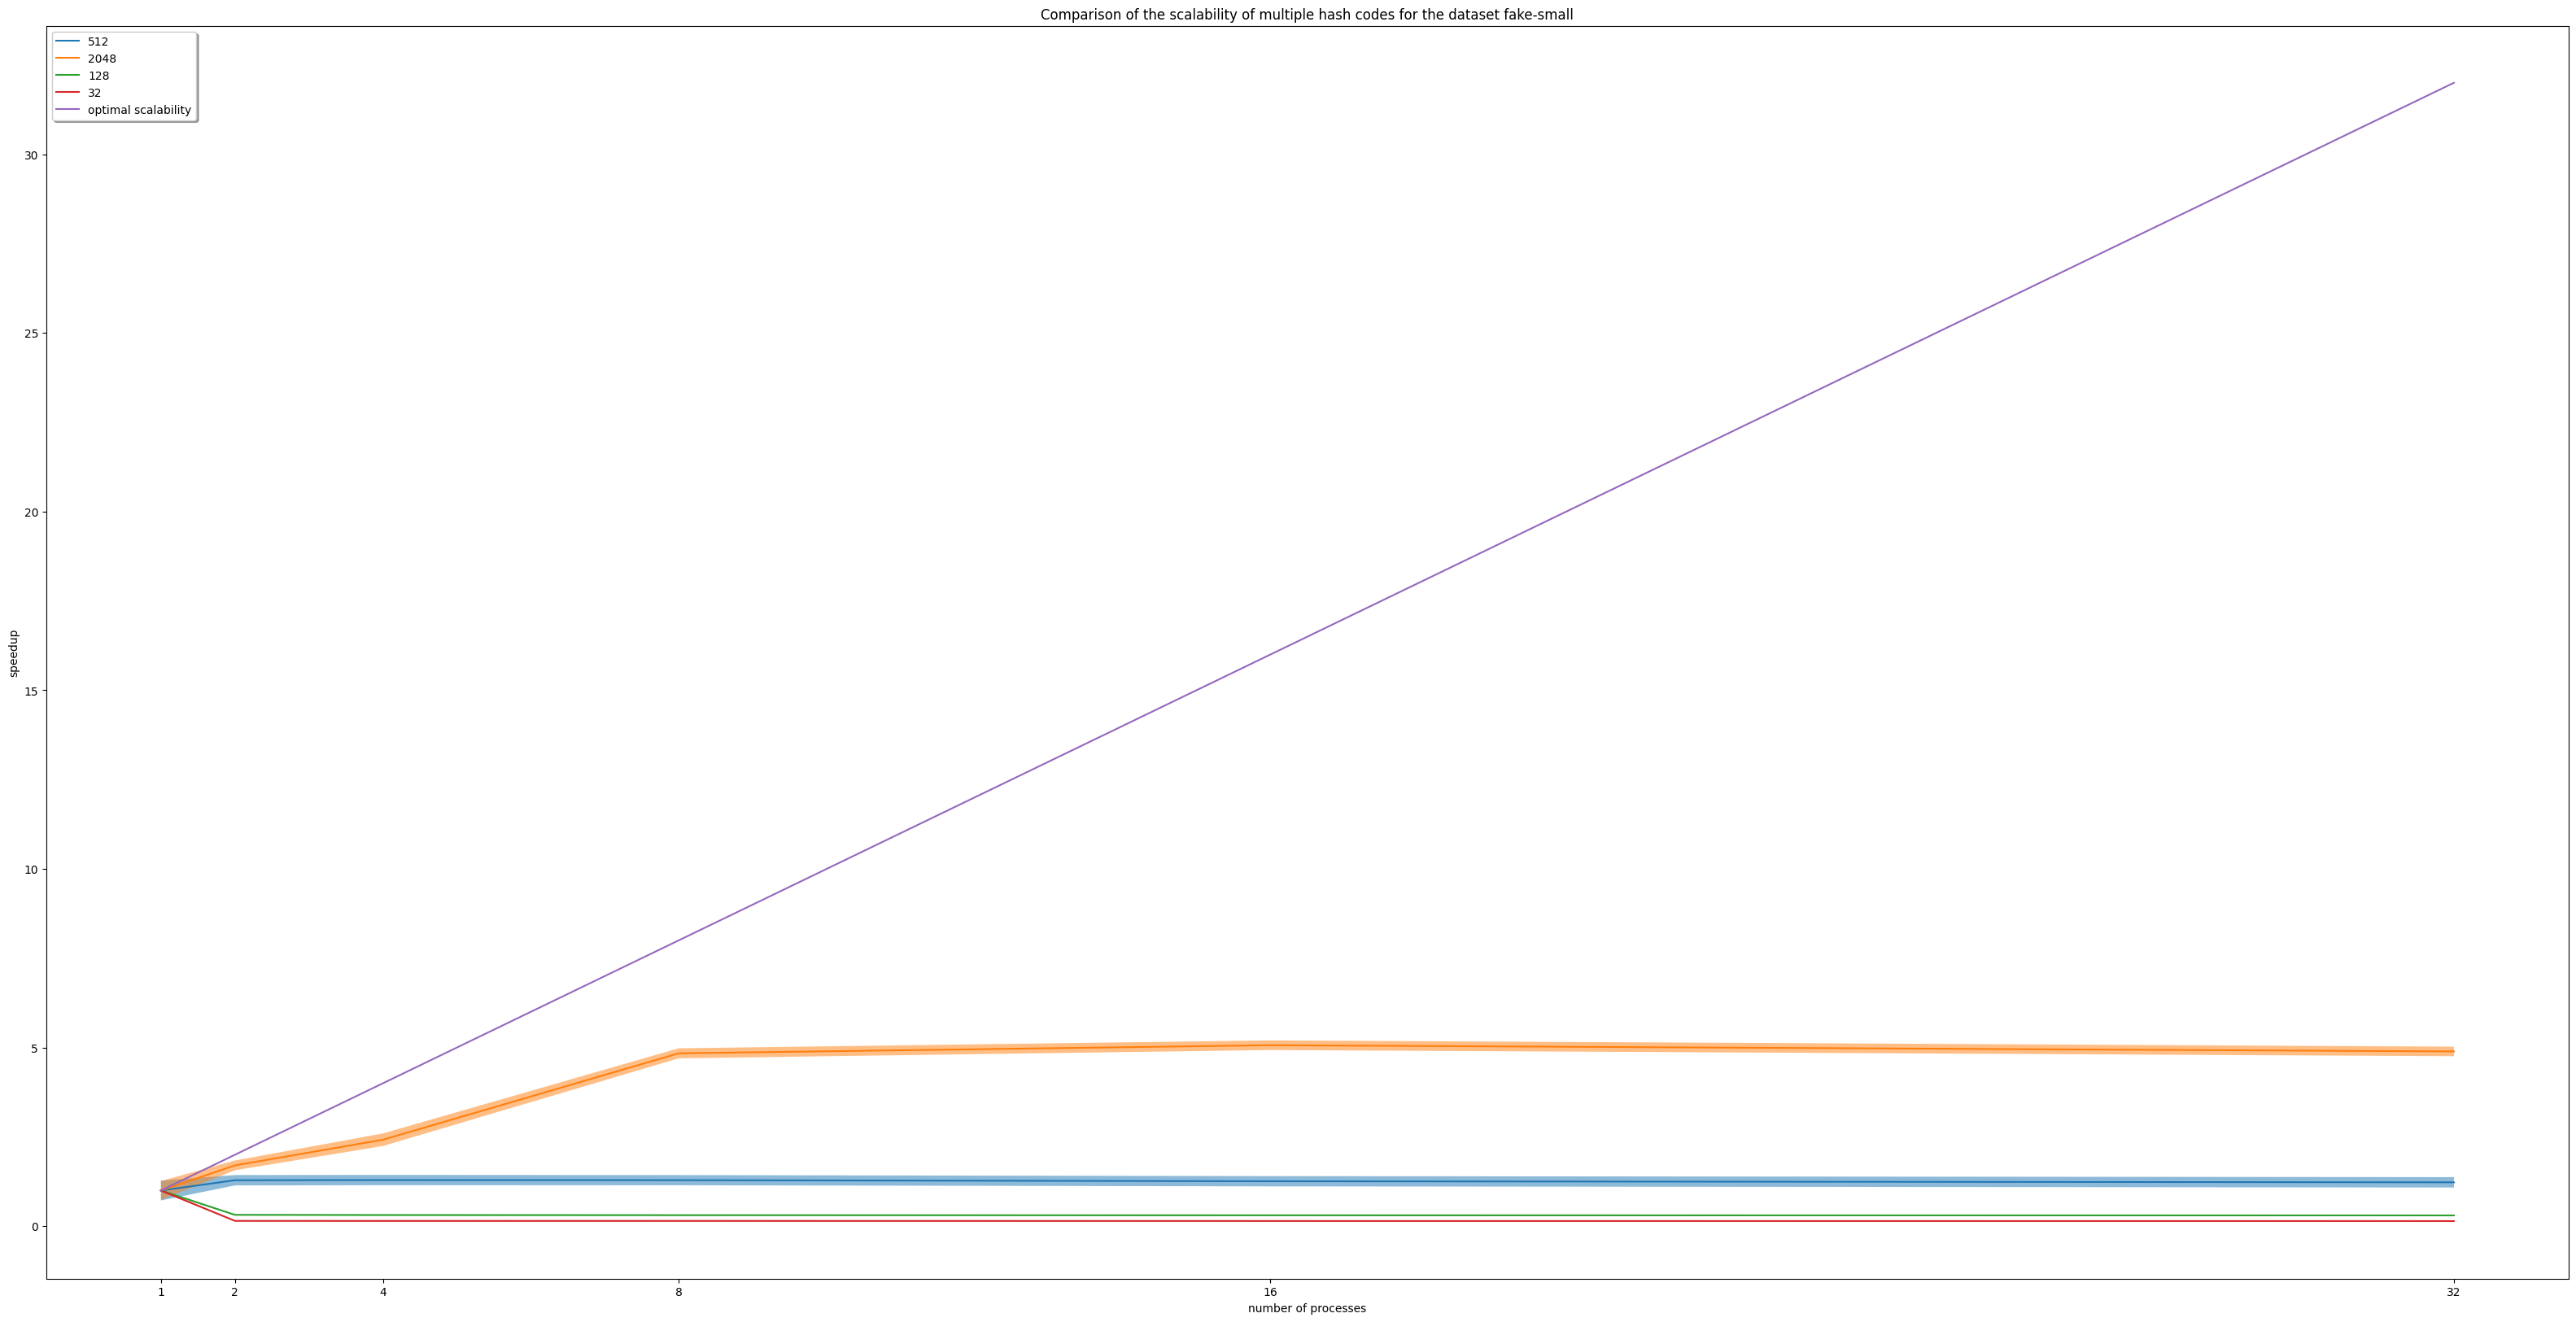 Comparison of the scalability of multiple hash codes for the dataset fake-small
512
2048
128
32
optimal scalability
30
25
20
15
10
5
0
speedup
1 2 4 8 16 32
number of processes